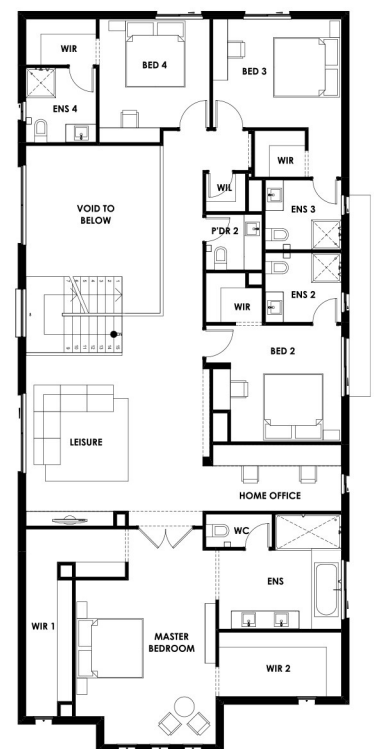 WIR
BED 4
BED 3
ENS 4
WIR
WIL
ENS 3
VOID TO
BELOW
P'DR 2
ENS 2
WIR
BED 2
LEISURE
HOME OFFICE
WC
ENS
WIR 1
MASTER
BEDROOM
WIR 2